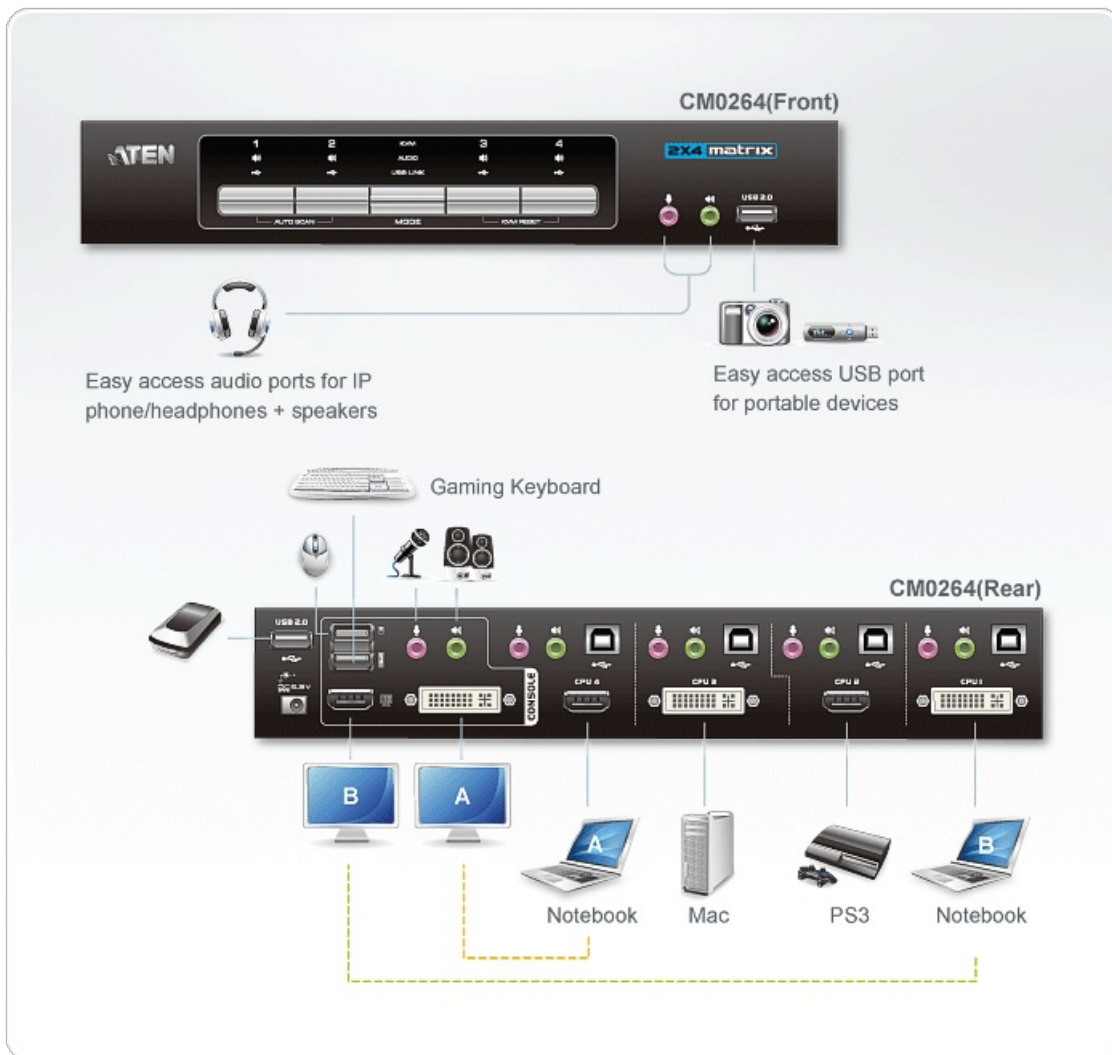 CM0264(Front)
ATEN
1 2 KVM 3 4
AUDIO
USB LINK
AUTO SCAN MODE KVM RESET
2X4 matrix
USB 2.0
Easy access audio ports for IP
phone/headphones + speakers
Easy access USB port
for portable devices
Gaming Keyboard
CM0264(Rear)
USB 2.0
CONSOLE
CPU 4 CPU 3 CPU 2 CPU 1
B A
A B
Notebook Mac PS3 Notebook